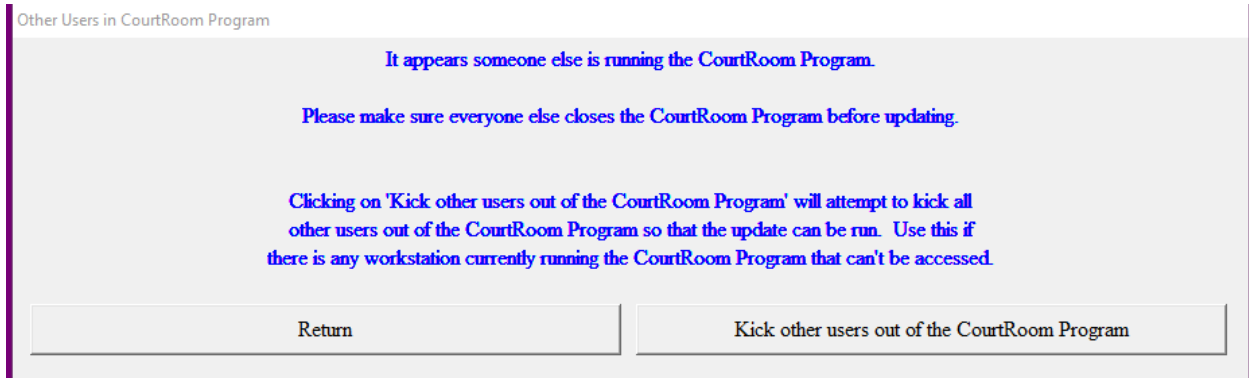 Other Users in CourtRoom Program
It appears someone else is running the CourtRoom Program.
Please make sure everyone else closes the CourtRoom Program before updating.
Clicking on 'Kick other users out of the CourtRoom Program' will attempt to kick all
other users out of the CourtRoom Program so that the update can be run.  Use this if
there is any workstation currently running the CourtRoom Program that can't be accessed.
Return
Kick other users out of the CourtRoom Program